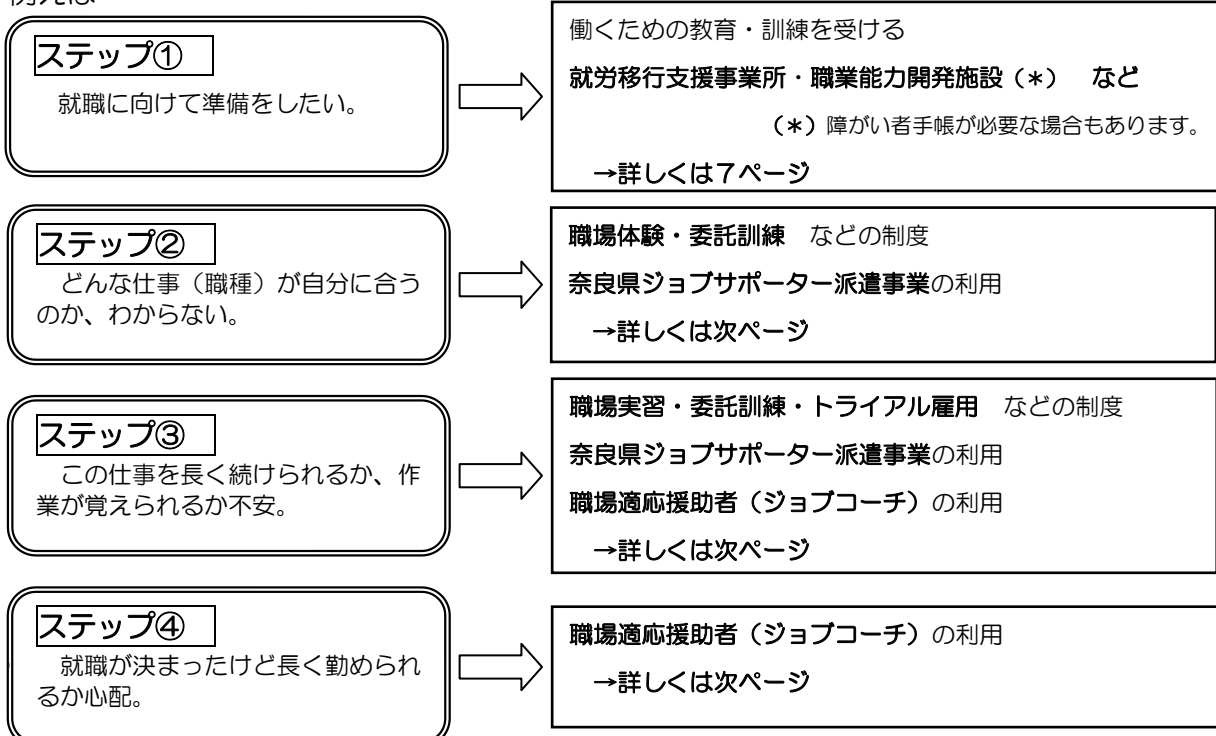 ステップ①
就職に向けて準備をしたい。
働くための教育・訓練を受ける
就労移行支援事業所・職業能力開発施設(*) など
(*)障がい者手帳が必要な場合もあります。
→詳しくは7ページ
ステップ②
どんな仕事(職種)が自分に合う
のか、わからない。
職場体験・委託訓練 などの制度
奈良県ジョブサポーター派遣事業の利用
→詳しくは次ページ
ステップ③
この仕事を長く続けられるか、作
業が覚えられるか不安。
職場実習・委託訓練・トライアル雇用 などの制度
奈良県ジョブサポーター派遣事業の利用
職場適応援助者(ジョブコーチ)の利用
→詳しくは次ページ
ステップ④
就職が決まったけど長く勤められ
るか心配。
職場適応援助者(ジョブコーチ)の利用
→詳しくは次ページ